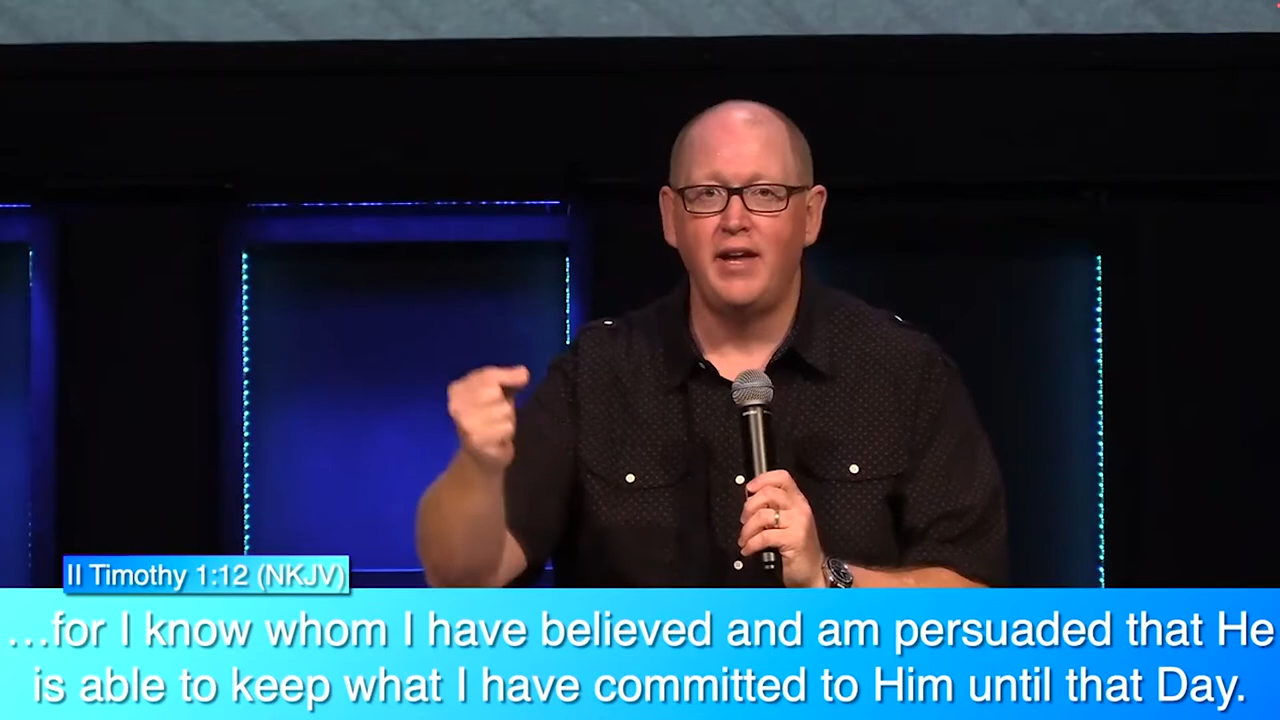 II Timothy 1:12 (NKJV)
…for I know whom I have believed and am persuaded that He
is able to keep what I have committed to Him until that Day.